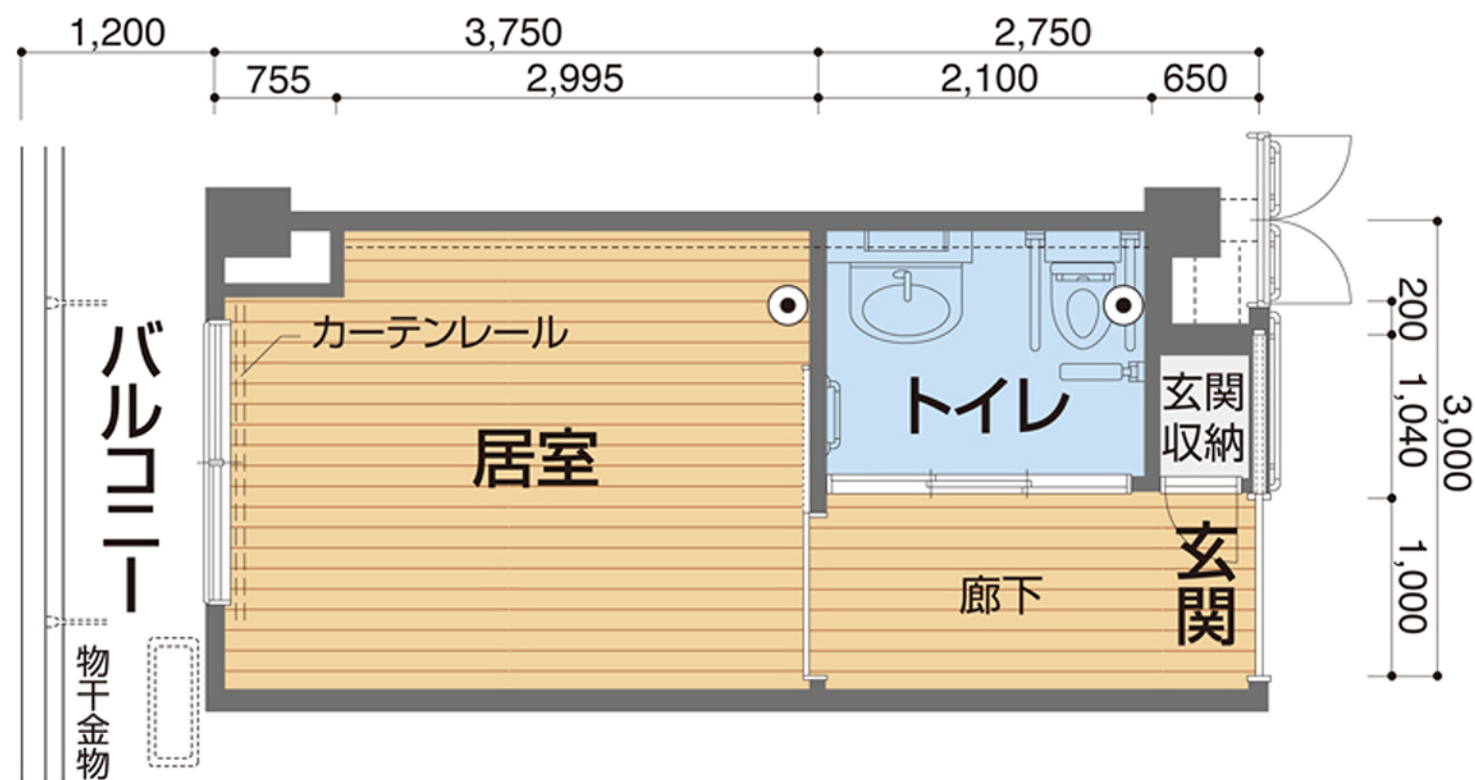 1,200
3,750
2,750
755
2,995
2,100
650
バルコニー
カーテンレール
居室
トイレ
玄関
収納
廊下
玄関
物干金物
200
1,040
1,000
3,000